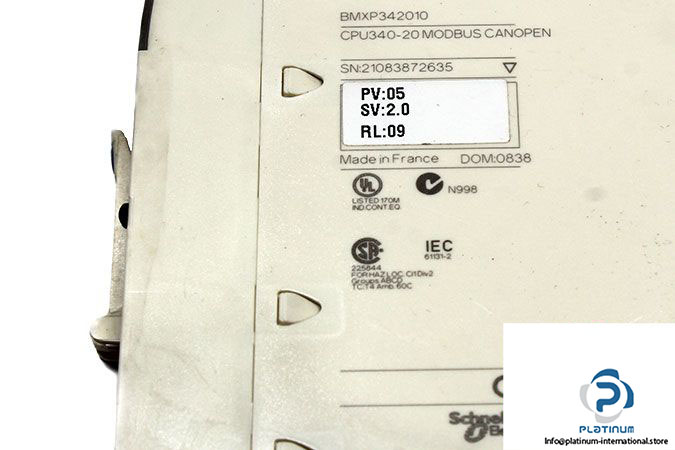 BMXP342010
CPU340-20 MODBUS CANOPEN
SN:21083872635
PV:05
SV:2.0
RL:09
Made in France DOM:0838
UL
LISTED 170M
IND.CONT.EQ.
N998
IEC
61131-2
225844
FOR HAZ LOC. Cl1Div2
Groups ABCD
TC:T4 Amb. 60C
PLATINUM
info@platinum-international.store